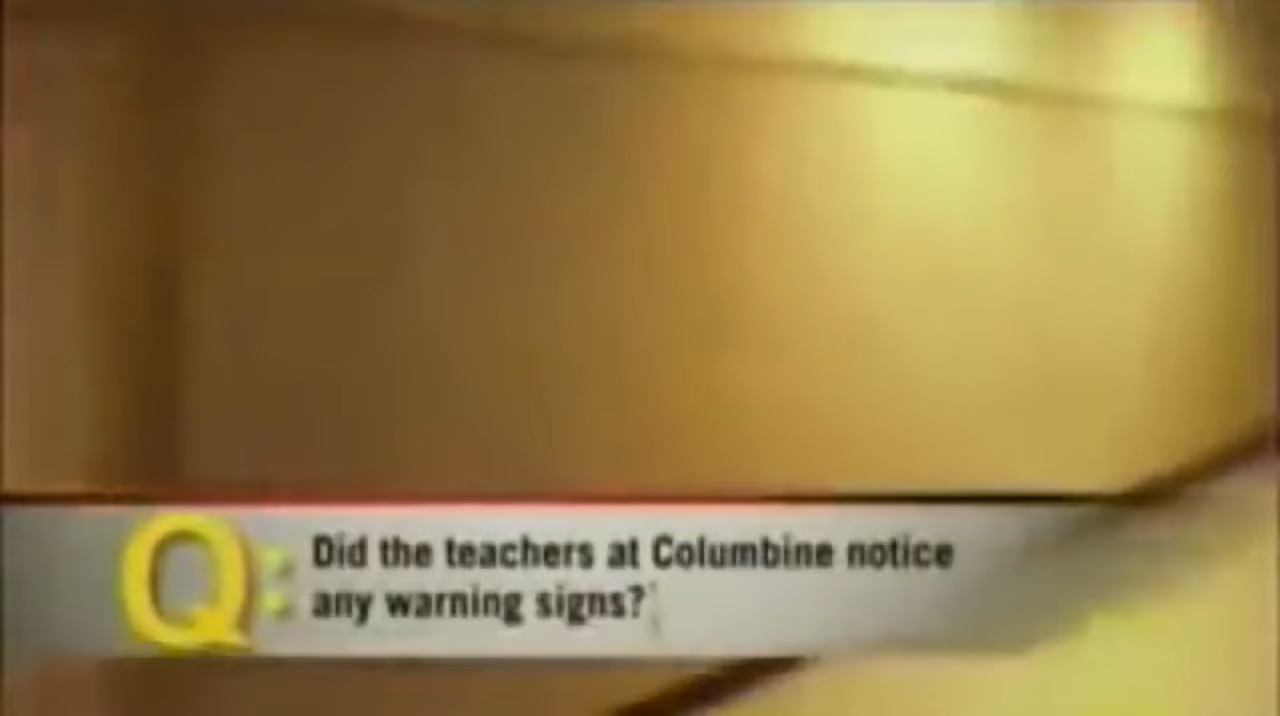 Q: Did the teachers at Columbine notice
any warning signs?